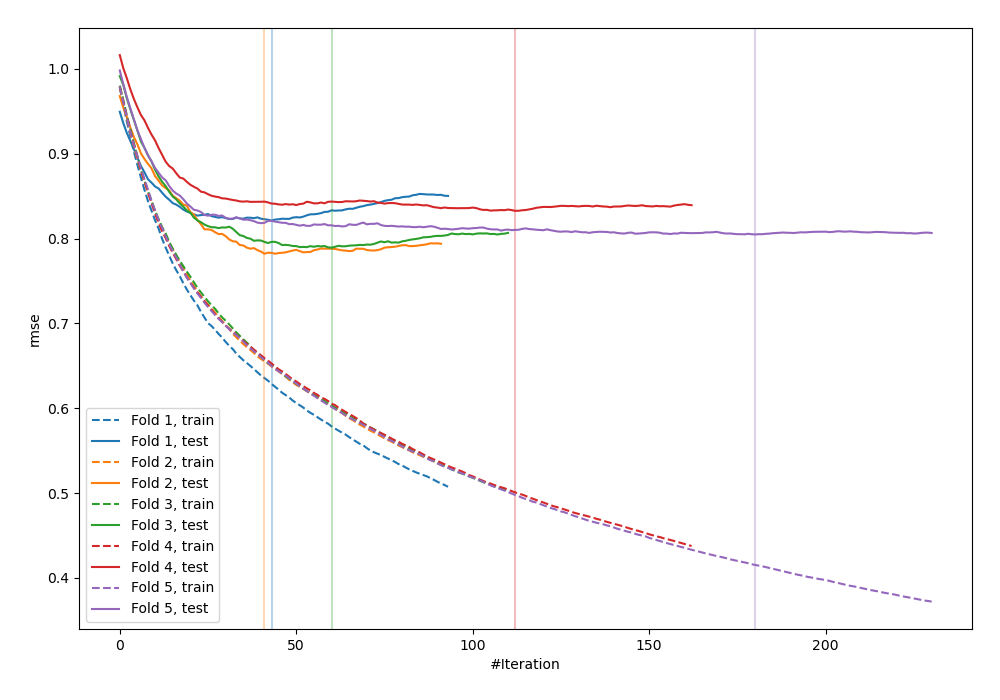 1.0
0.9
0.8
0.7
0.6
0.5
0.4
rmse
0
50
100
150
200
#Iteration
Fold 1, train
Fold 1, test
Fold 2, train
Fold 2, test
Fold 3, train
Fold 3, test
Fold 4, train
Fold 4, test
Fold 5, train
Fold 5, test